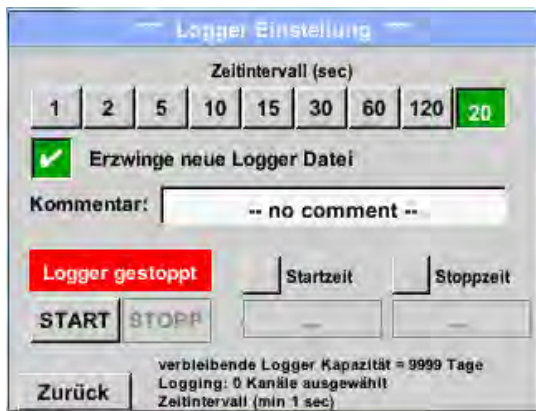 Logger Einstellung
Zeitintervall (sec)
1 2 5 10 15 30 60 120 20
Erzwinge neue Logger Datei
Kommentar: -- no comment --
Logger gestoppt Startzeit Stoppzeit
START STOPP --- ---
verbleibende Logger Kapazität = 9999 Tage
Logging: 0 Kanäle ausgewählt
Zurück Zeitintervall (min 1 sec)